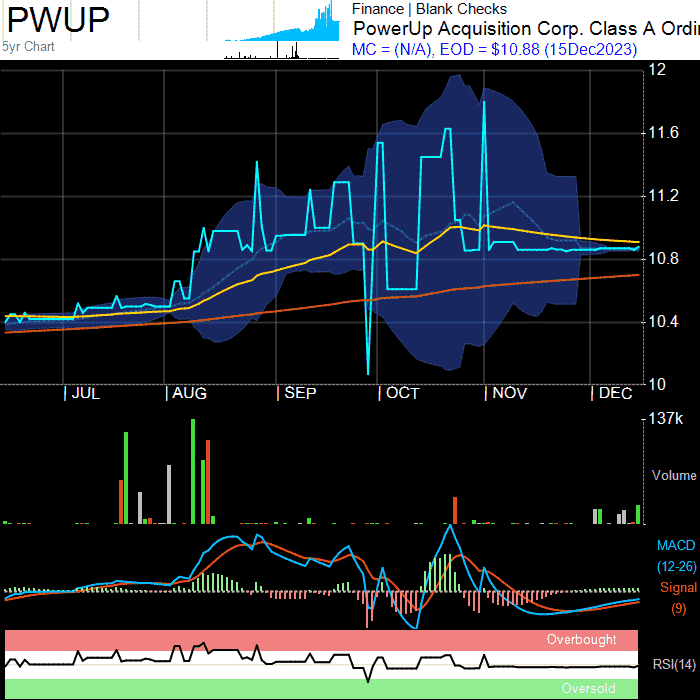 PWUP
5yr Chart
Finance | Blank Checks
PowerUp Acquisition Corp. Class A Ordi
MC = (N/A), EOD = $10.88 (15Dec2023)
12
11.6
11.2
10.8
10.4
10
JUL
AUG
SEP
OCT
NOV
DEC
137k
Volume
MACD
(12-26)
Signal
(9)
Overbought
RSI(14)
Oversold